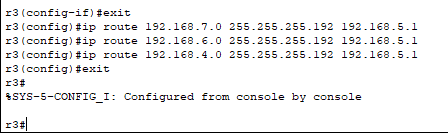 r3(config-if)#exit
r3(config)#ip route 192.168.7.0 255.255.255.192 192.168.5.1
r3(config)#ip route 192.168.6.0 255.255.255.192 192.168.5.1
r3(config)#ip route 192.168.4.0 255.255.255.192 192.168.5.1
r3(config)#exit
r3#
%SYS-5-CONFIG_I: Configured from console by console
r3#